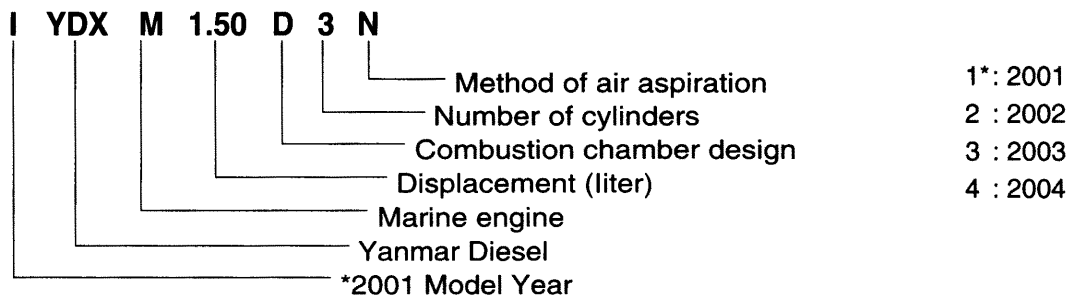 I YDX M 1.50 D 3 N
Method of air aspiration
Number of cylinders
Combustion chamber design
Displacement (liter)
Marine engine
Yanmar Diesel
*2001 Model Year
1*: 2001
2 : 2002
3 : 2003
4 : 2004